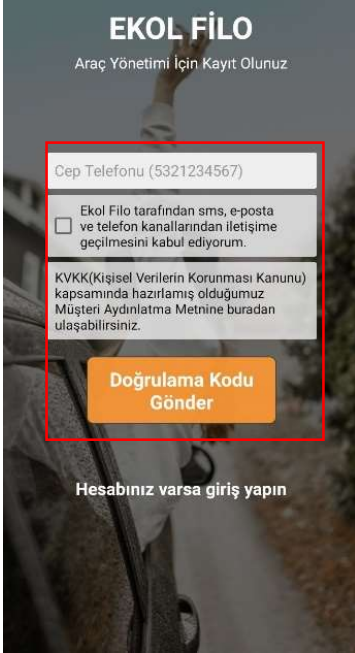 EKOL FİLO
Araç Yönetimi İçin Kayıt Olunuz
Cep Telefonu (5321234567)
Ekol Filo tarafından sms, e-posta
ve telefon kanallarından iletişime
geçilmesini kabul ediyorum.
KVKK(Kişisel Verilerin Korunması Kanunu)
kapsamında hazırlamış olduğumuz
Müşteri Aydınlatma Metnine buradan
ulaşabilirsiniz.
Doğrulama Kodu
Gönder
Hesabınız varsa giriş yapın